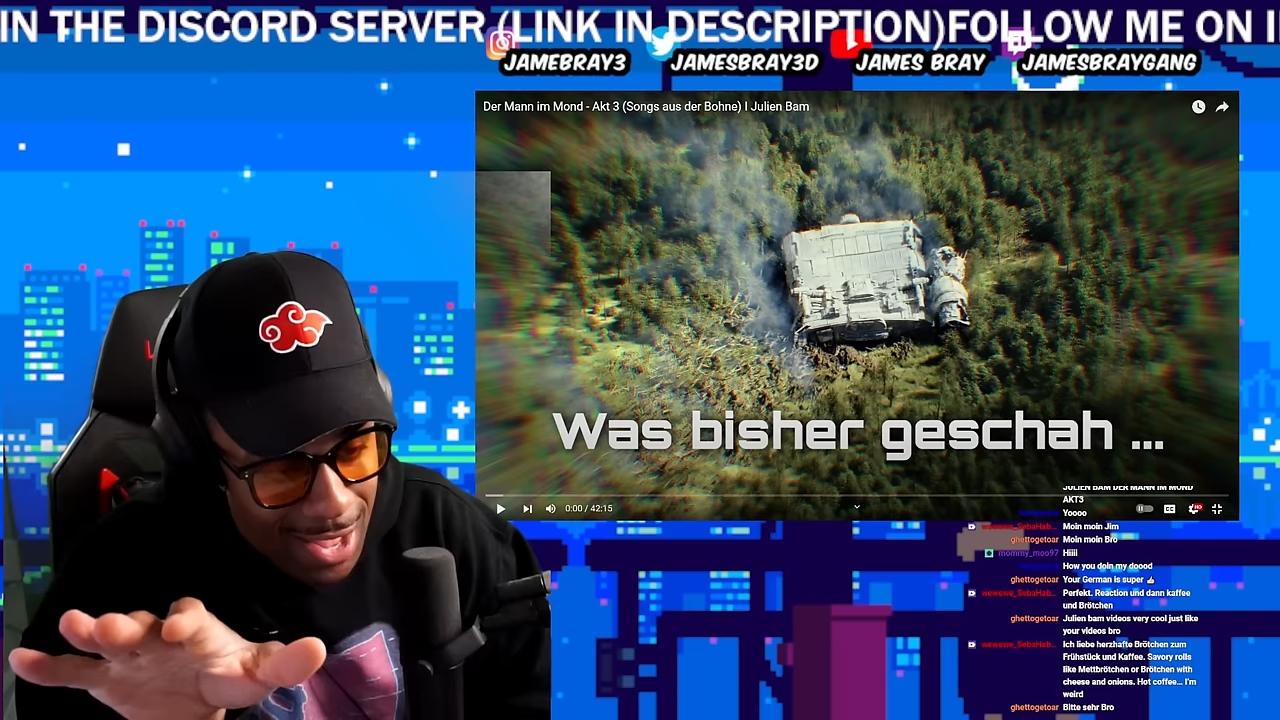 IN THE DISCORD SERVER (LINK IN DESCRIPTION)FOLLOW ME ON I
JAMEBRAY3
JAMESBRAY3D
JAMES BRAY
JAMESBRAYGANG
Der Mann im Mond - Akt 3 (Songs aus der Bohne) I Julien Bam
Was bisher geschah ...
0:00 / 42:15
JULIEN BAM DER MANN IM MOND
AKT3
Yoooo
Moin moin Jim
ghettogetoar Moin moin Bro
mommy_moo97 Hiiii
How you doin my doood
ghettogetoar Your German is super 👍
Perfekt. Reaction und dann kaffee
und Brötchen
ghettogetoar Julien bam videos very cool just like
your videos bro
Ich liebe herzhafte Brötchen zum
Frühstück und Kaffee. Savory rolls
like Mettbrötchen or Brötchen with
cheese and onions. Hot coffee... I'm
weird
ghettogetoar Bitte sehr Bro